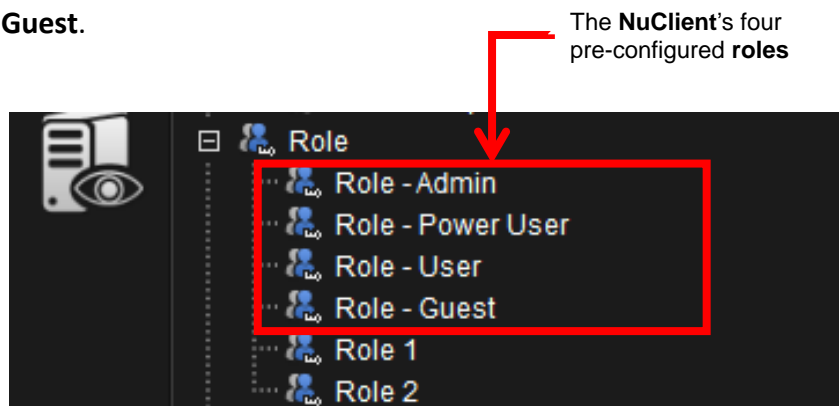 Guest.
The NuClient's four
pre-configured roles
Role
Role - Admin
Role - Power User
Role - User
Role - Guest
Role 1
Role 2